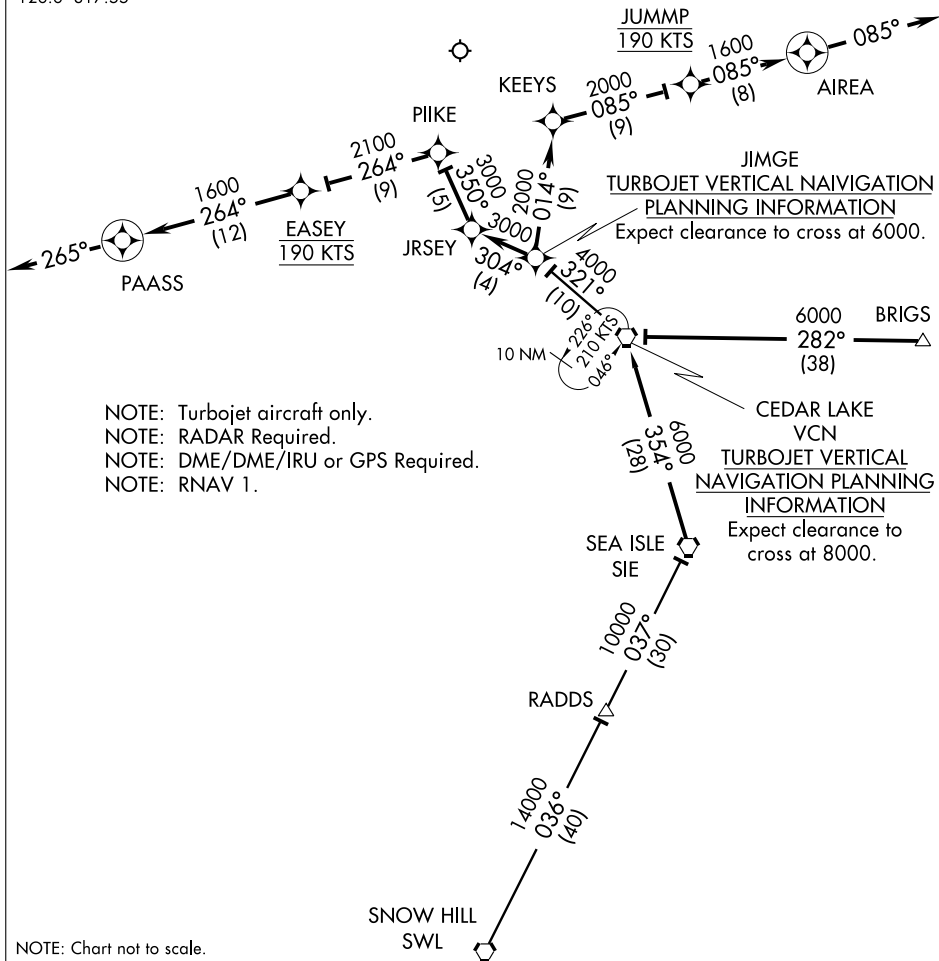 JUMMP
190 KTS
1600
085°
(8)
085°
AIREA
KEEYS
2000
085°
(9)
PIIKE
2100
264°
(9)
3000
350°
(5)
2000
014°
(9)
1600
264°
(12)
265°
PAASS
EASEY
190 KTS
JRSEY
3000
304°
(4)
JIMGE
TURBOJET VERTICAL NAIVIGATION
PLANNING INFORMATION
Expect clearance to cross at 6000.
4000
321°
(10)
226°
210 KTS
046°
10 NM
6000
282°
(38)
BRIGS
NOTE: Turbojet aircraft only.
NOTE: RADAR Required.
NOTE: DME/DME/IRU or GPS Required.
NOTE: RNAV 1.
CEDAR LAKE
VCN
TURBOJET VERTICAL
NAVIGATION PLANNING
INFORMATION
Expect clearance to
cross at 8000.
6000
354°
(28)
SEA ISLE
SIE
10000
037°
(30)
RADDS
14000
036°
(40)
SNOW HILL
SWL
NOTE: Chart not to scale.